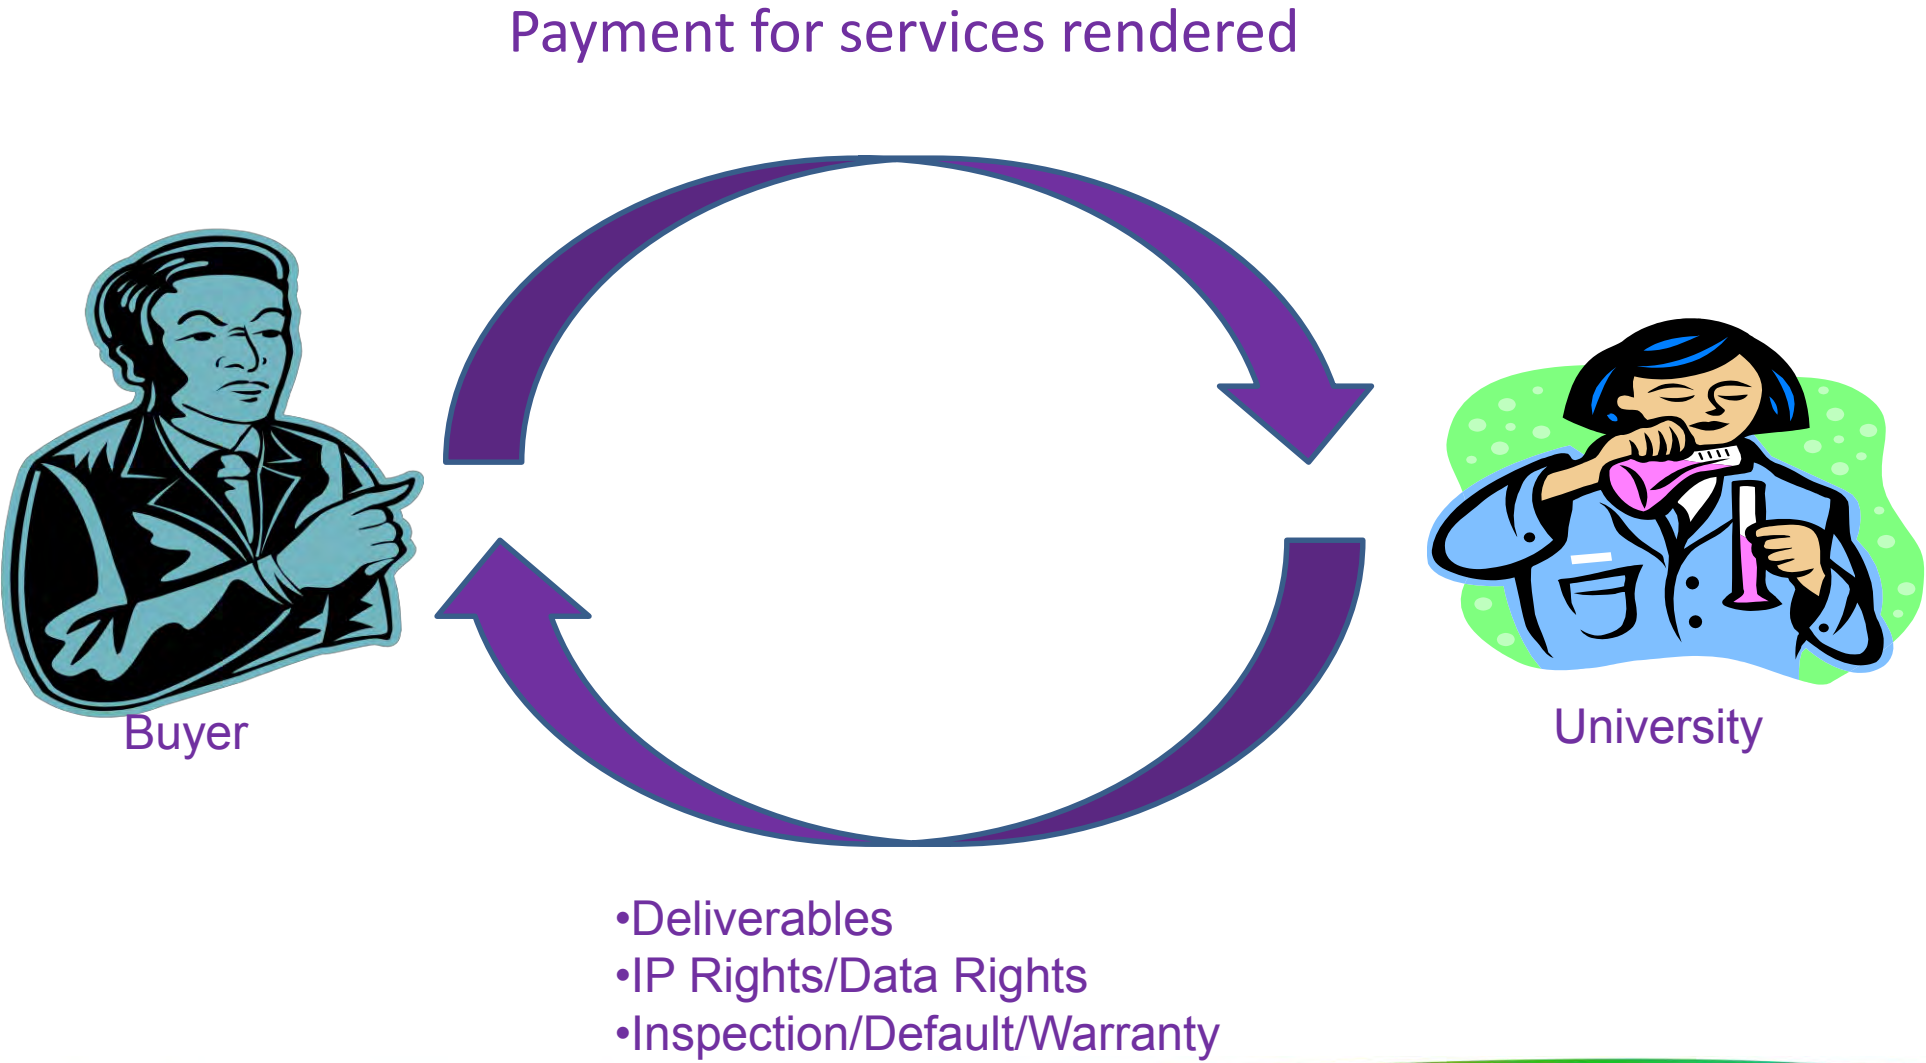 Payment for services rendered
Buyer
University
•Deliverables
•IP Rights/Data Rights
•Inspection/Default/Warranty